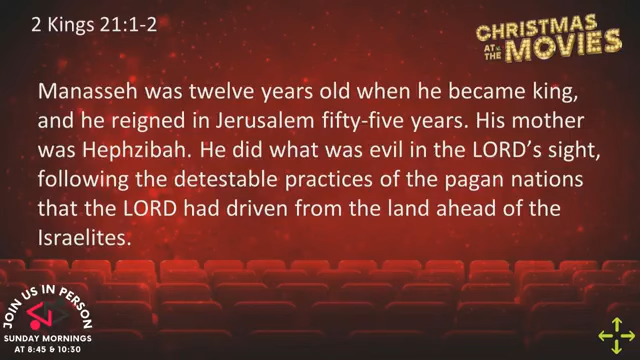 2 Kings 21:1-2
CHRISTMAS
AT THE
MOVIES
Manasseh was twelve years old when he became king,
and he reigned in Jerusalem fifty-five years. His mother
was Hephzibah. He did what was evil in the LORD’s sight,
following the detestable practices of the pagan nations
that the LORD had driven from the land ahead of the
Israelites.
JOIN US IN PERSON
SUNDAY MORNINGS
AT 8:45 & 10:30